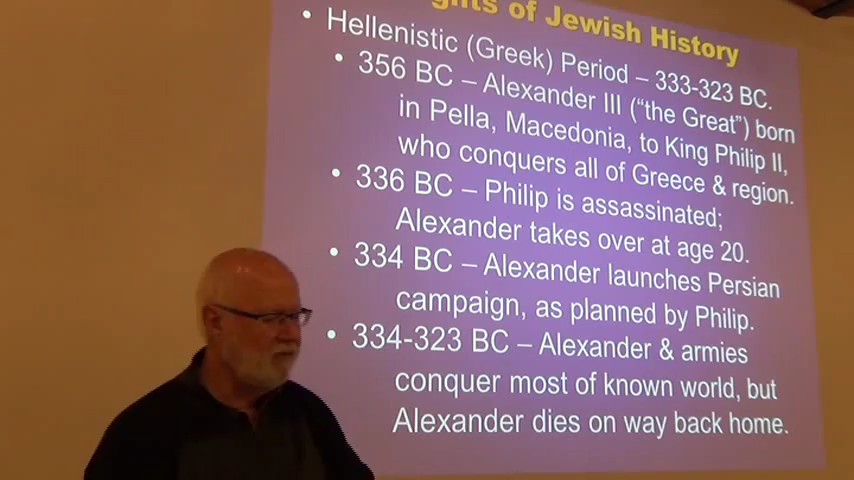 of Jewish History
• Hellenistic (Greek) Period – 333-323 BC.
• 356 BC – Alexander III ("the Great") born
in Pella, Macedonia, to King Philip II,
who conquers all of Greece & region.
• 336 BC – Philip is assassinated;
Alexander takes over at age 20.
• 334 BC – Alexander launches Persian
campaign, as planned by Philip.
• 334-323 BC – Alexander & armies
conquer most of known world, but
Alexander dies on way back home.